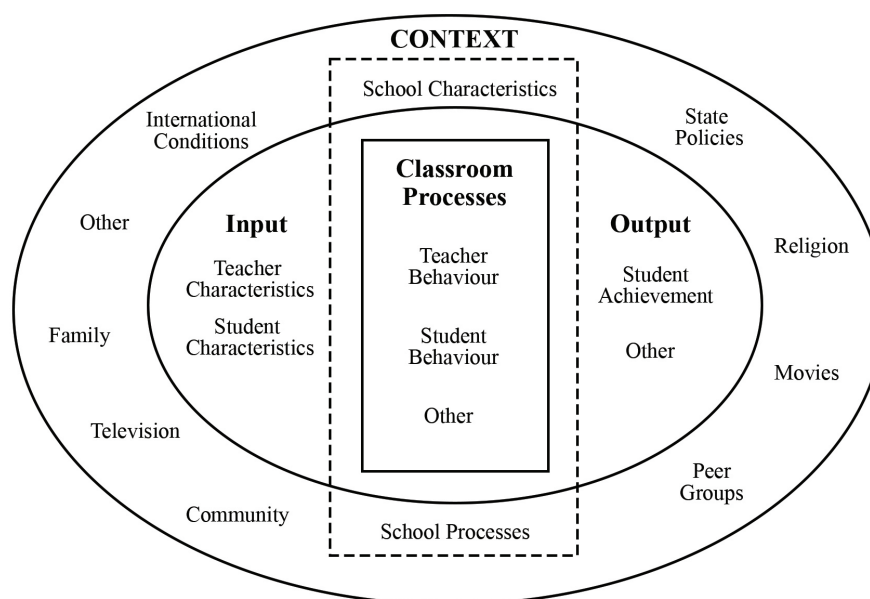 CONTEXT
School Characteristics
International
Conditions
State
Policies
Classroom
Processes
Other
Input
Output
Religion
Teacher
Characteristics
Teacher
Behaviour
Student
Achievement
Family
Student
Characteristics
Student
Behaviour
Other
Movies
Television
Other
Peer
Groups
Community
School Processes